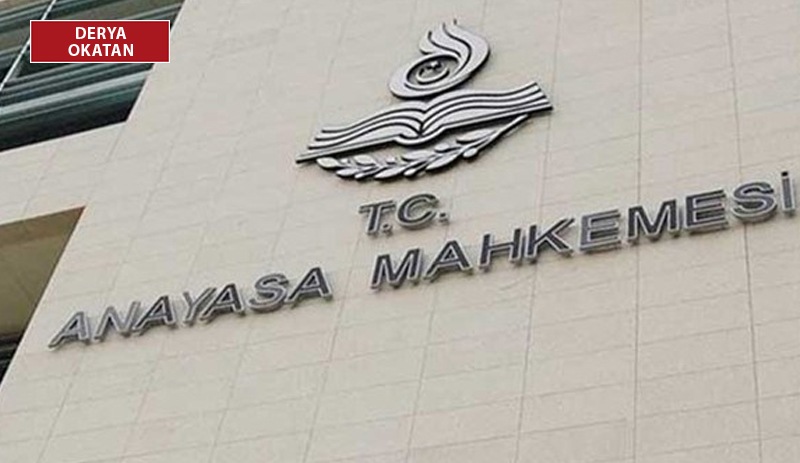 DERYA
OKATAN
T.C.
ANAYASA MAHKEMESİ